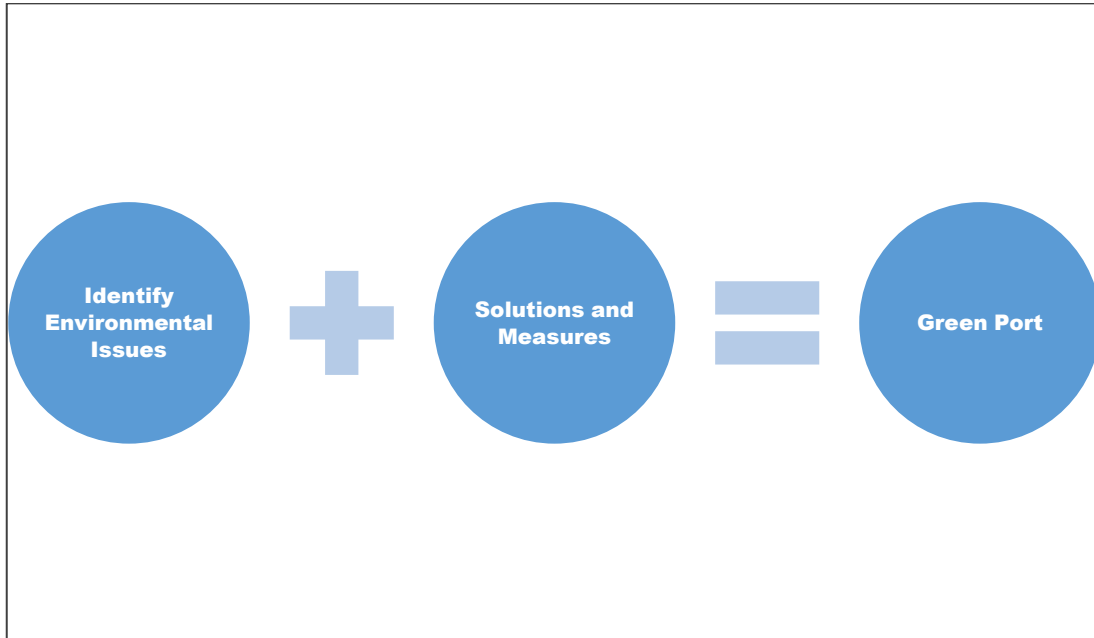 Identify
Environmental
Issues
Solutions and
Measures
Green Port